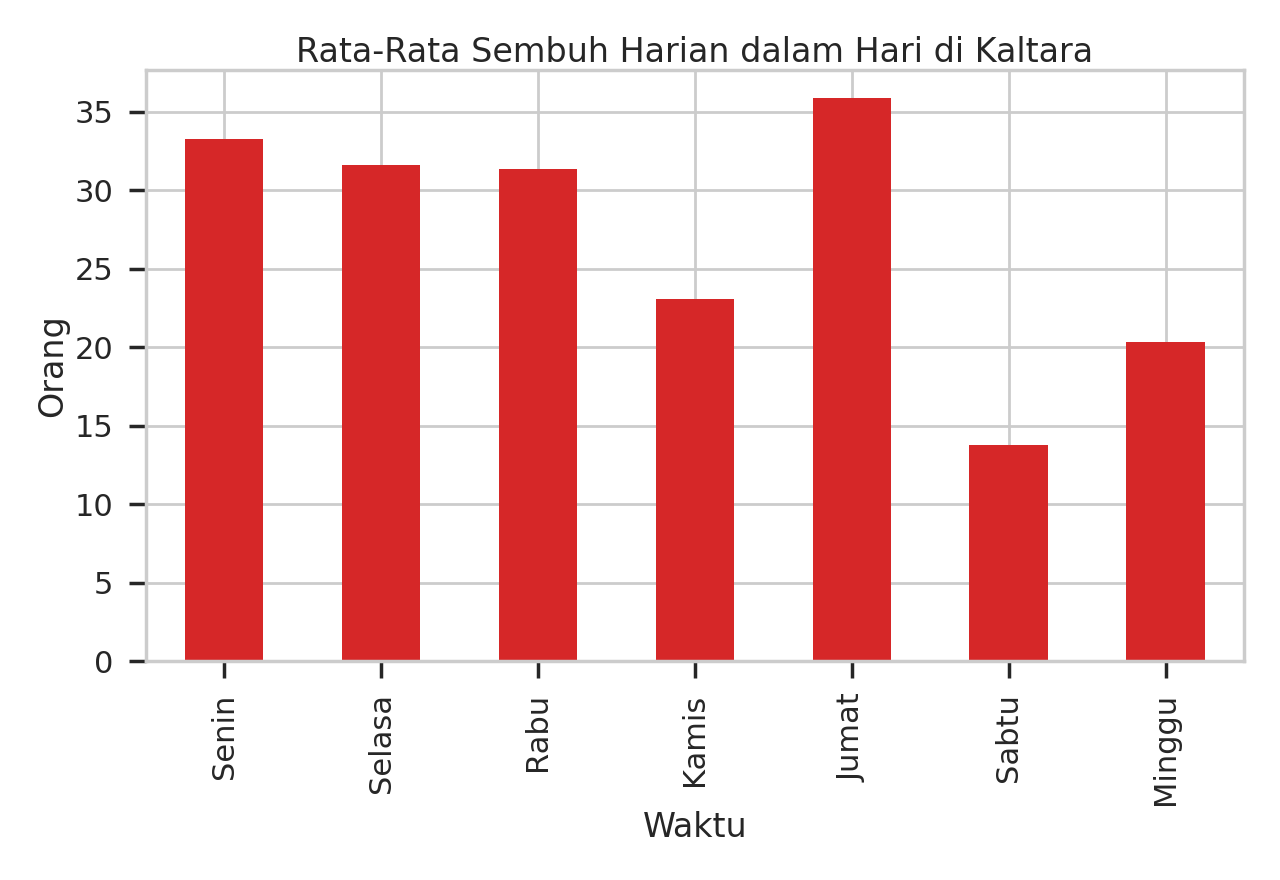 Rata-Rata Sembuh Harian dalam Hari di Kaltara
Orang
35
30
25
20
15
10
5
0
Senin
Selasa
Rabu
Kamis
Jumat
Sabtu
Minggu
Waktu